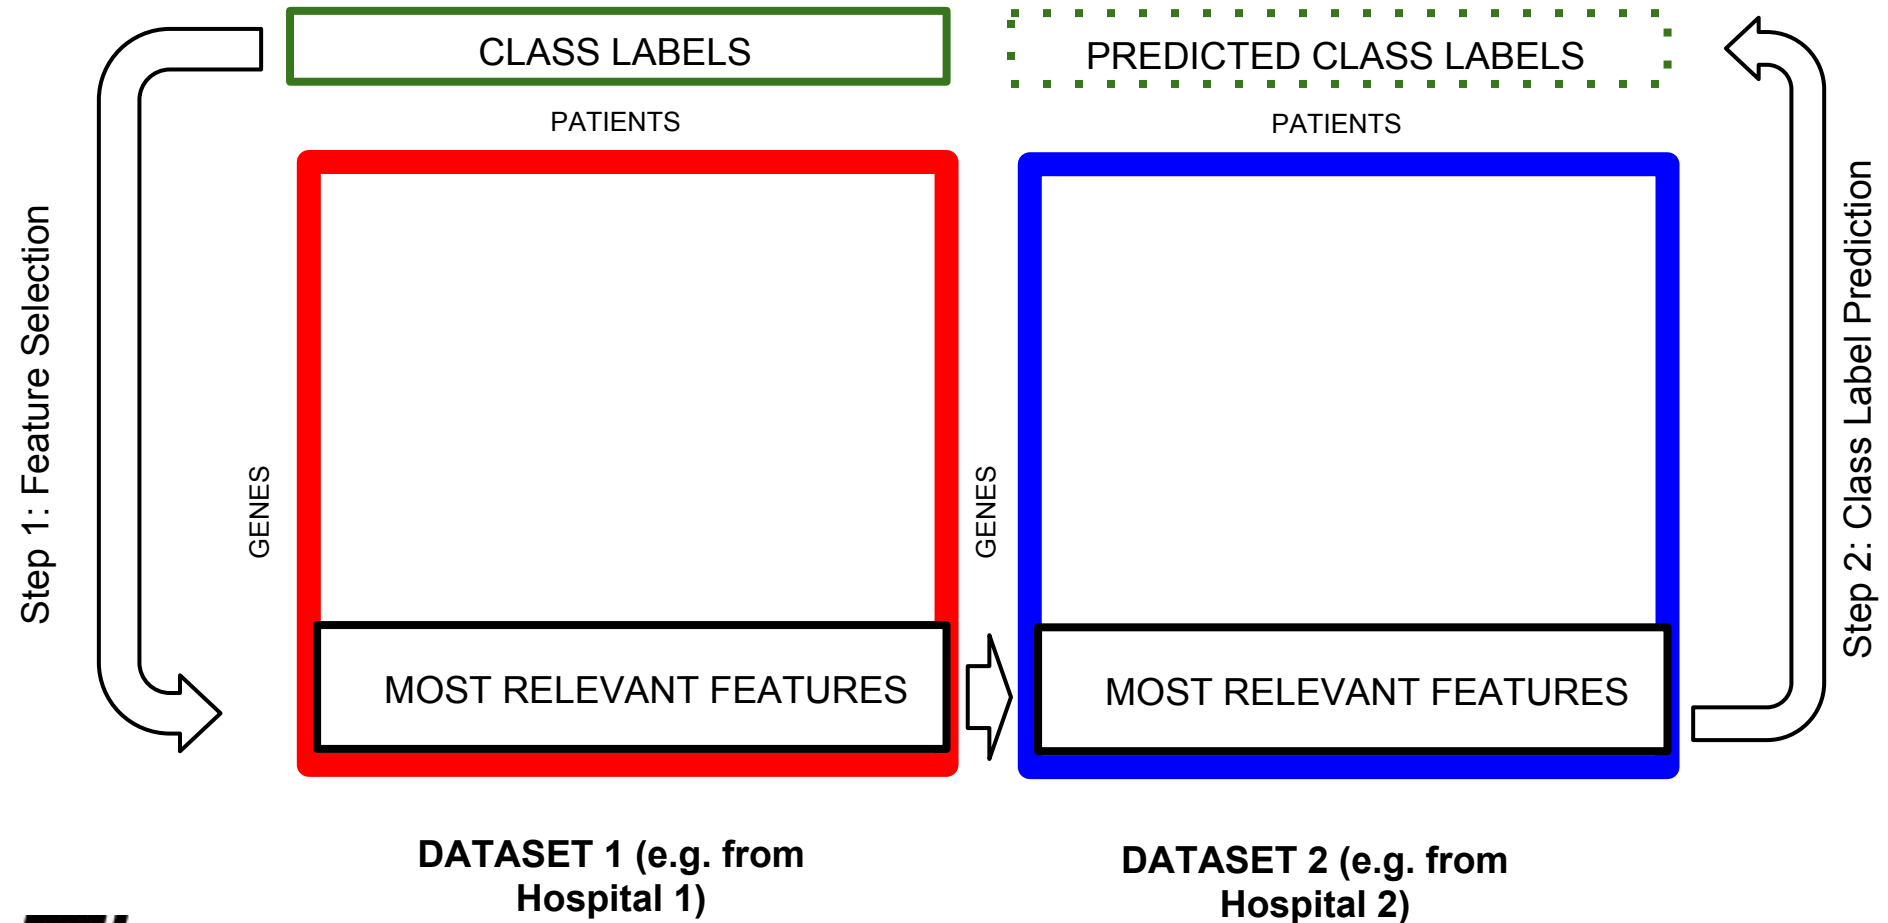 CLASS LABELS
PREDICTED CLASS LABELS
PATIENTS
PATIENTS
Step 1: Feature Selection
GENES
GENES
Step 2: Class Label Prediction
MOST RELEVANT FEATURES
MOST RELEVANT FEATURES
DATASET 1 (e.g. from
Hospital 1)
DATASET 2 (e.g. from
Hospital 2)